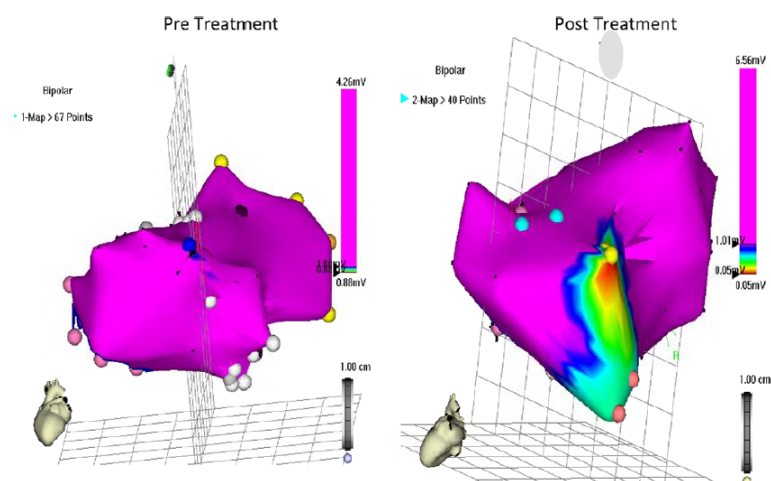 Pre Treatment
Bipolar
1-Map > 67 Points
4.26mV
0.88mV
1.00 cm
Post Treatment
Bipolar
2-Map > 40 Points
6.56mV
1.01mV
0.05mV
0.05mV
R
1.00 cm